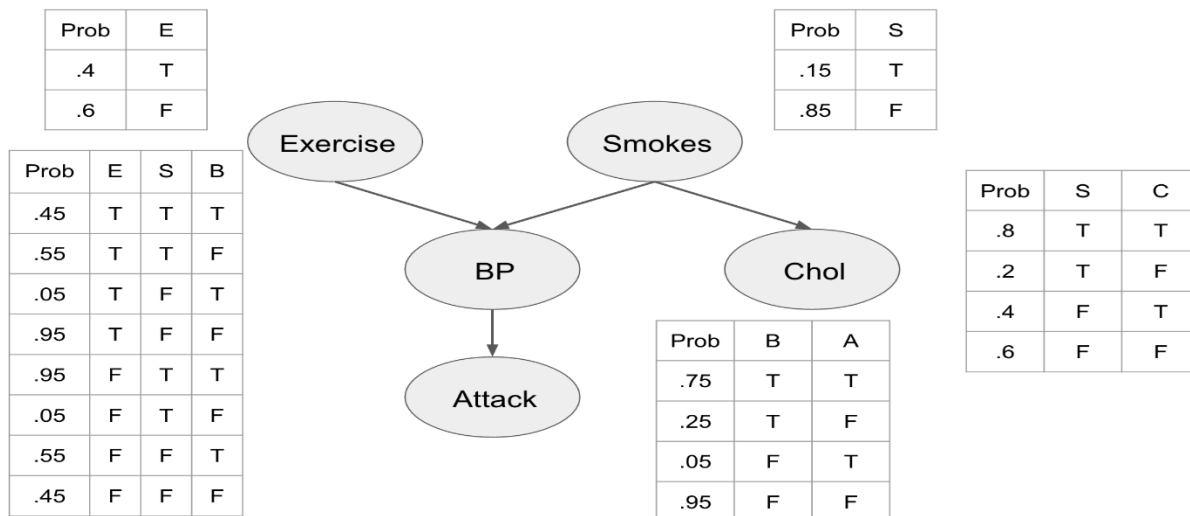 Prob E
.4 T
.6 F
Prob S
.15 T
.85 F
Exercise
Smokes
Prob E S B
.45 T T T
.55 T T F
.05 T F T
.95 T F F
.95 F T T
.05 F T F
.55 F F T
.45 F F F
BP
Chol
Prob S C
.8 T T
.2 T F
.4 F T
.6 F F
Attack
Prob B A
.75 T T
.25 T F
.05 F T
.95 F F